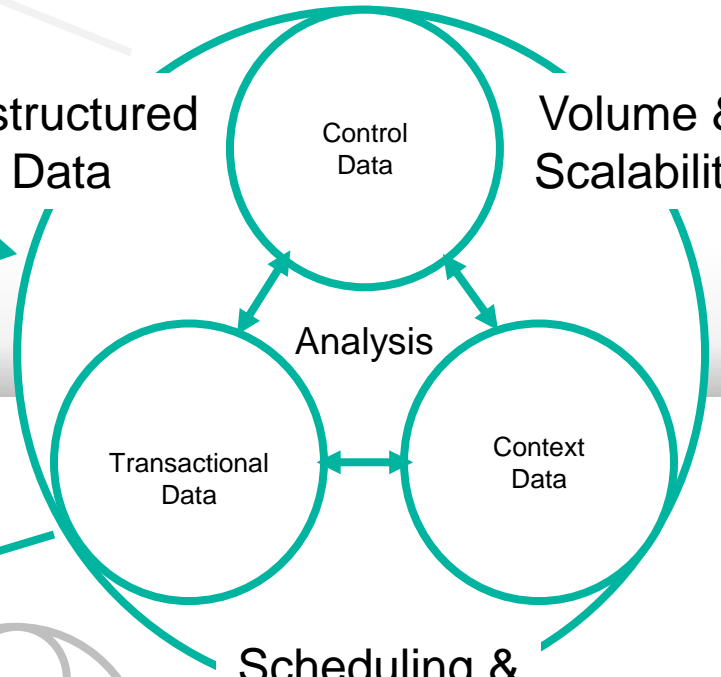 structured
Data
Control
Data
Volume &
Scalabilit
Analysis
Transactional
Data
Context
Data
Scheduling &